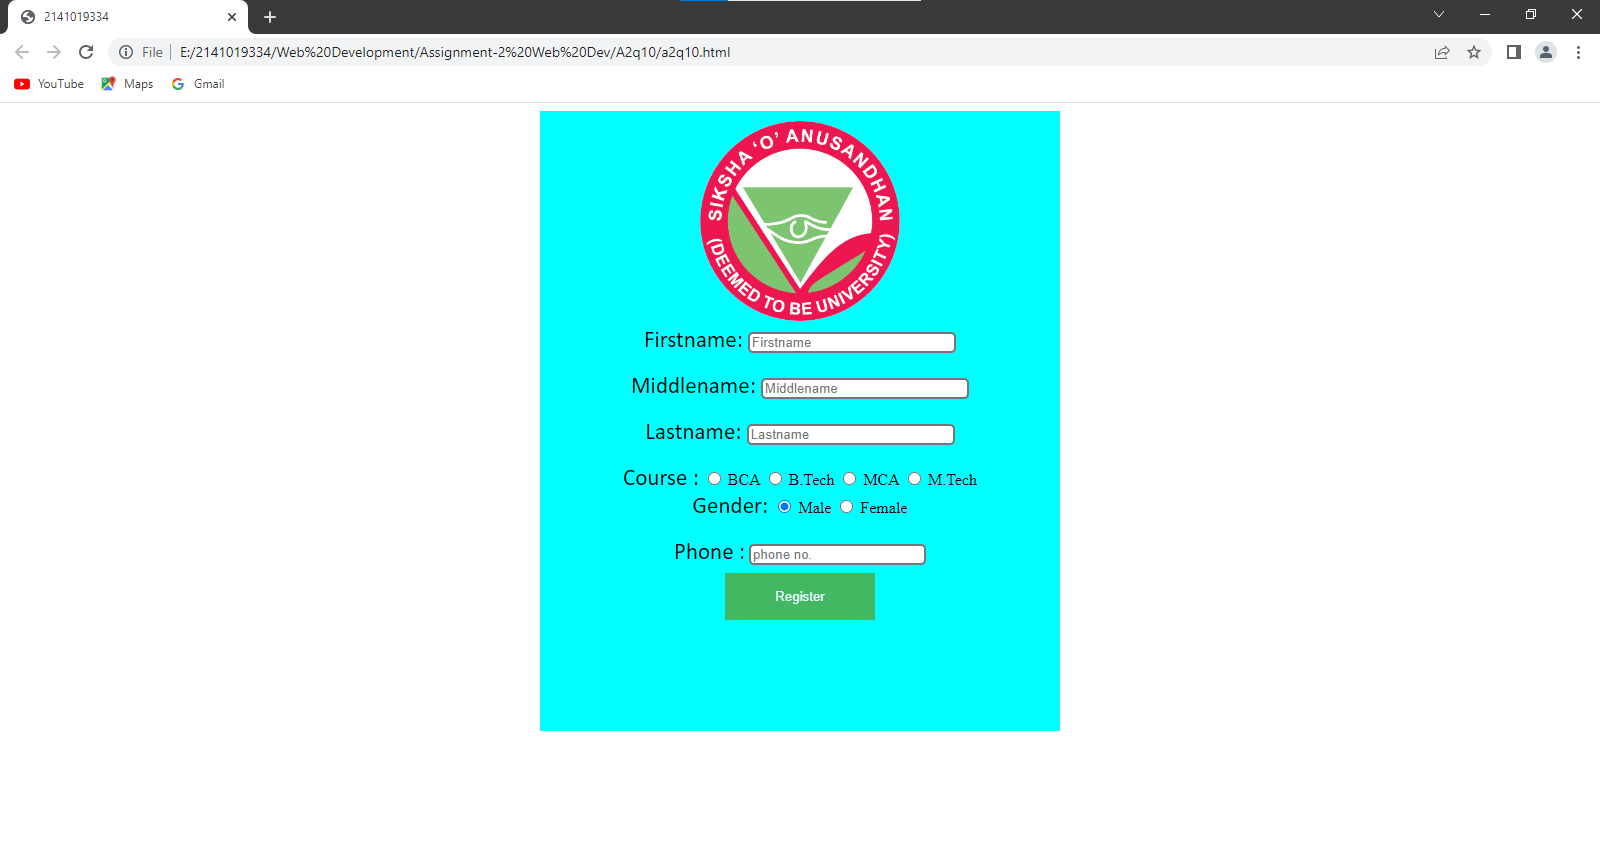 2141019334
File E:/2141019334/Web%20Development/Assignment-2%20Web%20Dev/A2q10/a2q10.html
YouTube Maps Gmail
SIKSHA ‘O’ ANUSANDHAN
(DEEMED TO BE UNIVERSITY)
Firstname: Firstname
Middlename: Middlename
Lastname: Lastname
Course : BCA B.Tech MCA M.Tech
Gender: Male Female
Phone : phone no.
Register